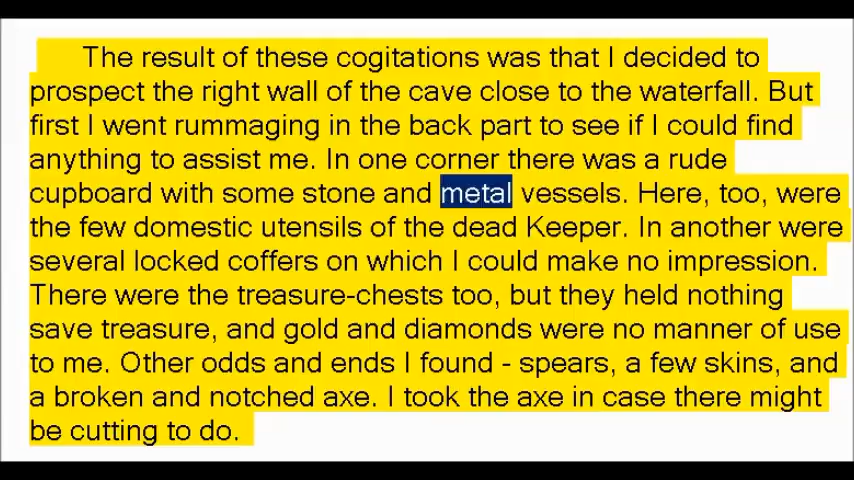 The result of these cogitations was that I decided to
prospect the right wall of the cave close to the waterfall. But
first I went rummaging in the back part to see if I could find
anything to assist me. In one corner there was a rude
cupboard with some stone and metal vessels. Here, too, were
the few domestic utensils of the dead Keeper. In another were
several locked coffers on which I could make no impression.
There were the treasure-chests too, but they held nothing
save treasure, and gold and diamonds were no manner of use
to me. Other odds and ends I found - spears, a few skins, and
a broken and notched axe. I took the axe in case there might
be cutting to do.